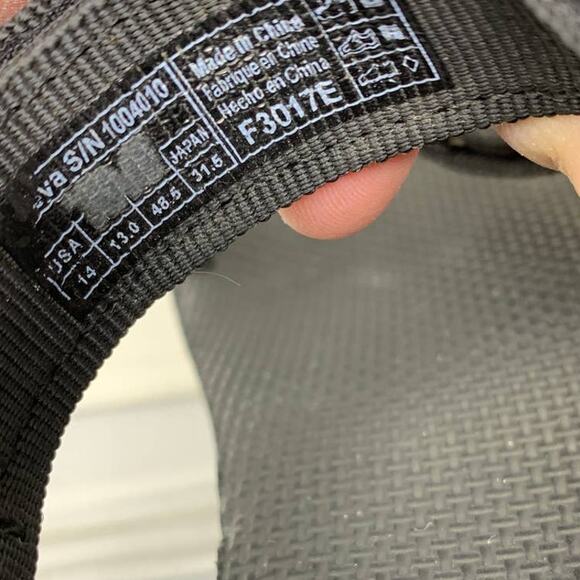 eva S/N 1004010
USA
JAPAN
14
13.0
48.5
31.5
Made in China
Fabriqué en Chine
Hecho en China
F3017E